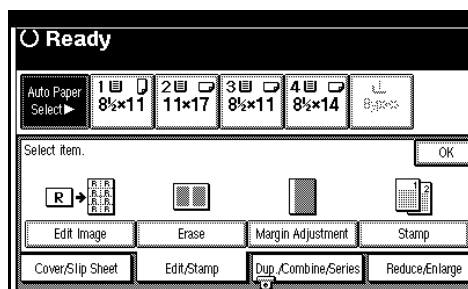 Ready
Auto Paper
Select▶
1 8½×11
2 11×17
3 8½×11
4 8½×14
Bypass
Select item.
OK
R R R
R R
R R
R R
1 2
Edit Image
Erase
Margin Adjustment
Stamp
Cover/Slip Sheet
Edit/Stamp
Dup./Combine/Series
Reduce/Enlarge